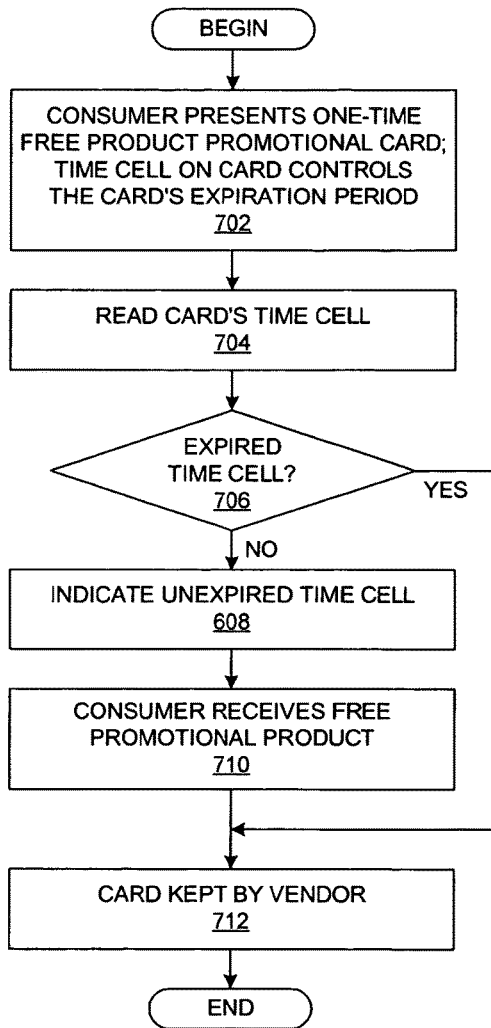 BEGIN
CONSUMER PRESENTS ONE-TIME
FREE PRODUCT PROMOTIONAL CARD;
TIME CELL ON CARD CONTROLS
THE CARD'S EXPIRATION PERIOD
702
READ CARD'S TIME CELL
704
EXPIRED
TIME CELL?
706
YES
NO
INDICATE UNEXPIRED TIME CELL
608
CONSUMER RECEIVES FREE
PROMOTIONAL PRODUCT
710
CARD KEPT BY VENDOR
712
END